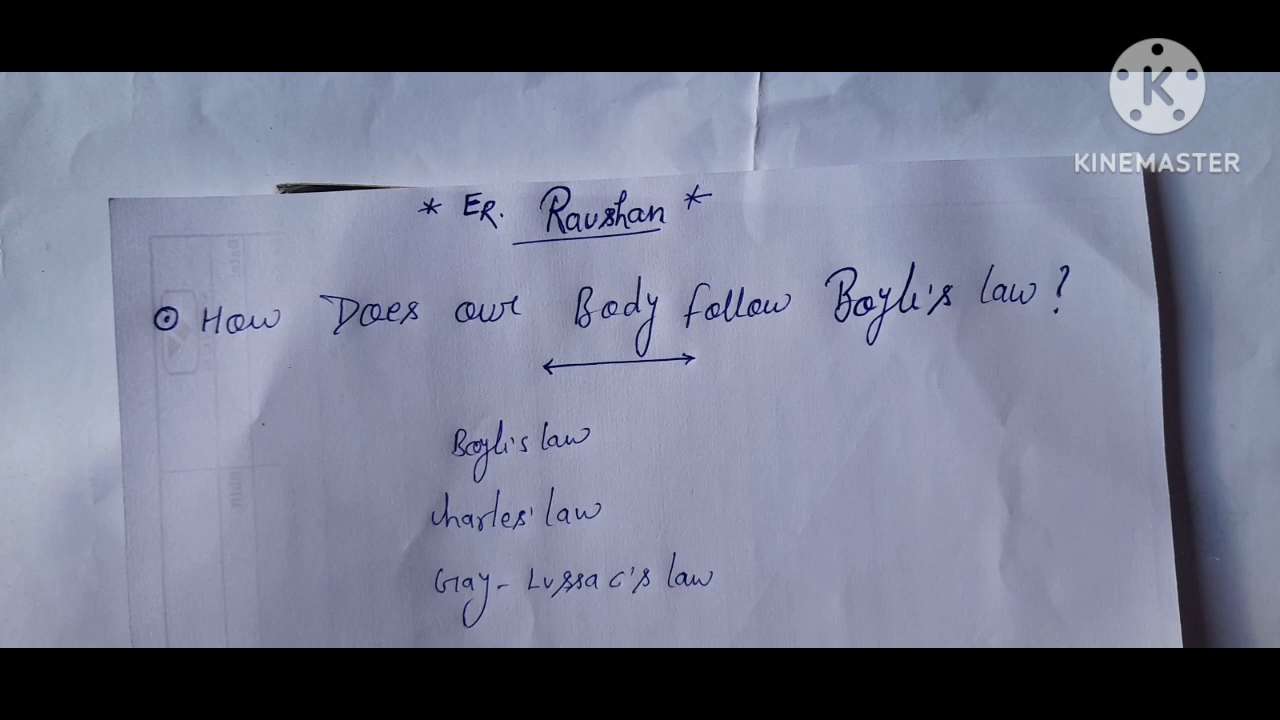 KINEMASTER
* ER. Raushan *
How Does our Body follow Boyle's law?
Boyle's law
Charles' law
Gay-Lussac's law